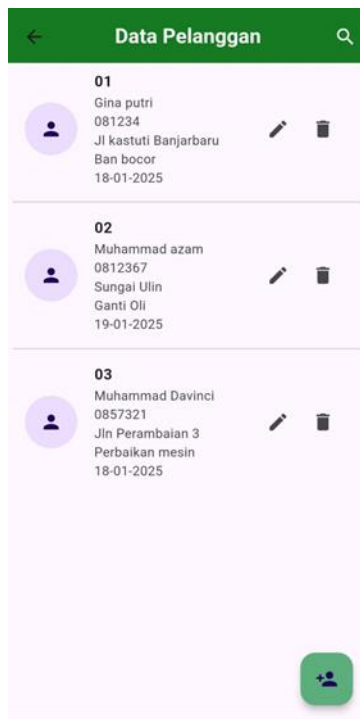 Data Pelanggan
01
Gina putri
081234
Jl kastuti Banjarbaru
Ban bocor
18-01-2025
02
Muhammad azam
0812367
Sungai Ulin
Ganti Oli
19-01-2025
03
Muhammad Davinci
0857321
Jln Perambaian 3
Perbaikan mesin
18-01-2025